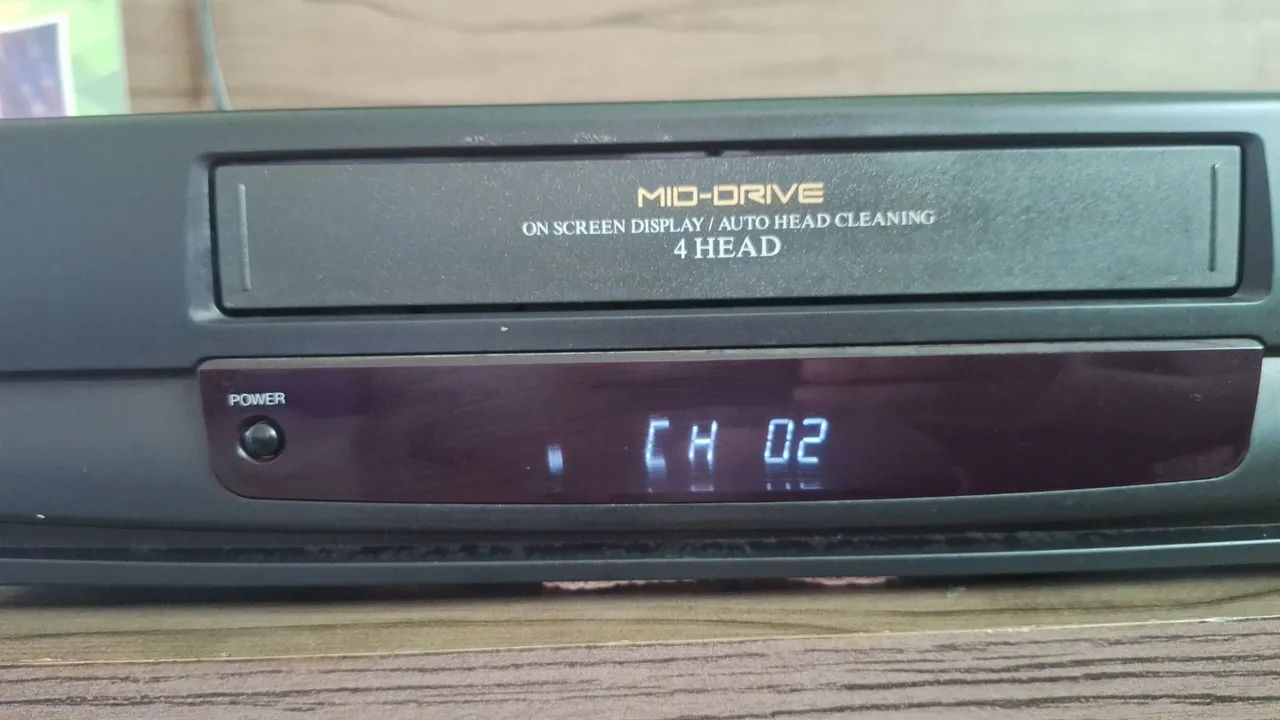 MID-DRIVE
ON SCREEN DISPLAY / AUTO HEAD CLEANING
4 HEAD
POWER
CH 02